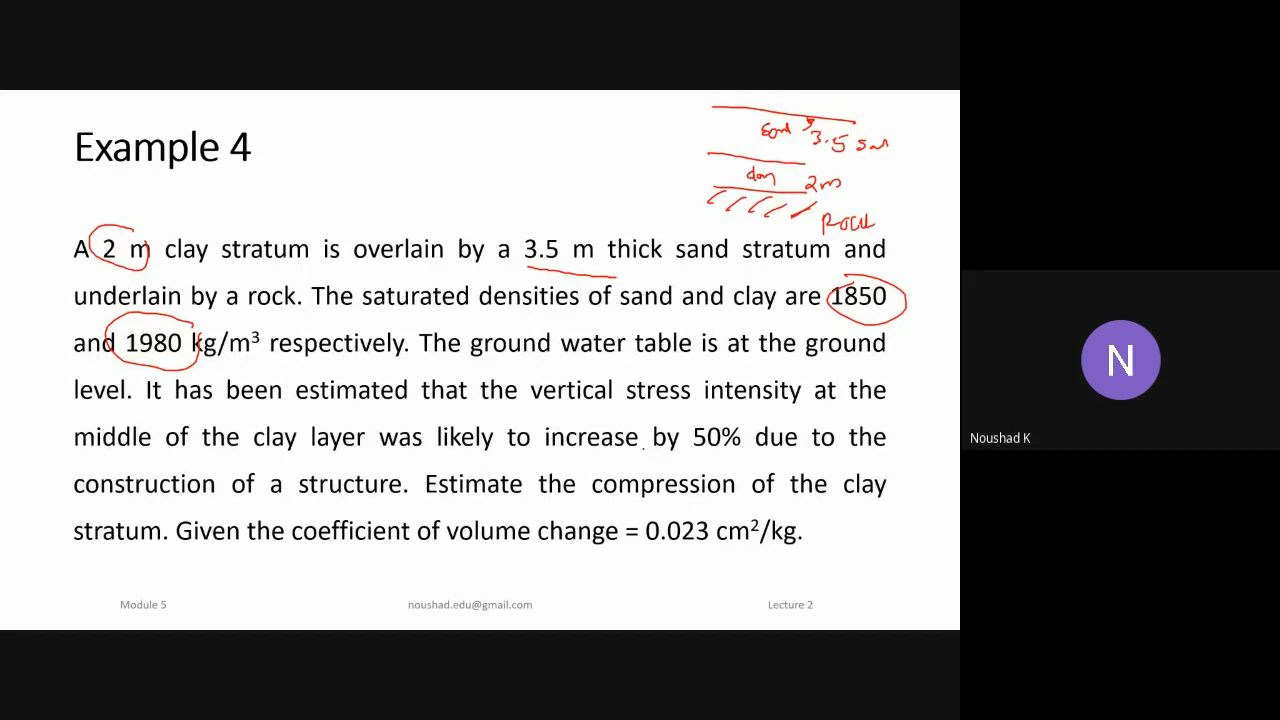 Example 4
sand 3.5 sand
clay 2m
Rock
A 2 m clay stratum is overlain by a 3.5 m thick sand stratum and
underlain by a rock. The saturated densities of sand and clay are 1850
and 1980 kg/m³ respectively. The ground water table is at the ground
level. It has been estimated that the vertical stress intensity at the
middle of the clay layer was likely to increase by 50% due to the
construction of a structure. Estimate the compression of the clay
stratum. Given the coefficient of volume change = 0.023 cm²/kg.
Module 5 noushad.edu@gmail.com Lecture 2
N
Noushad K